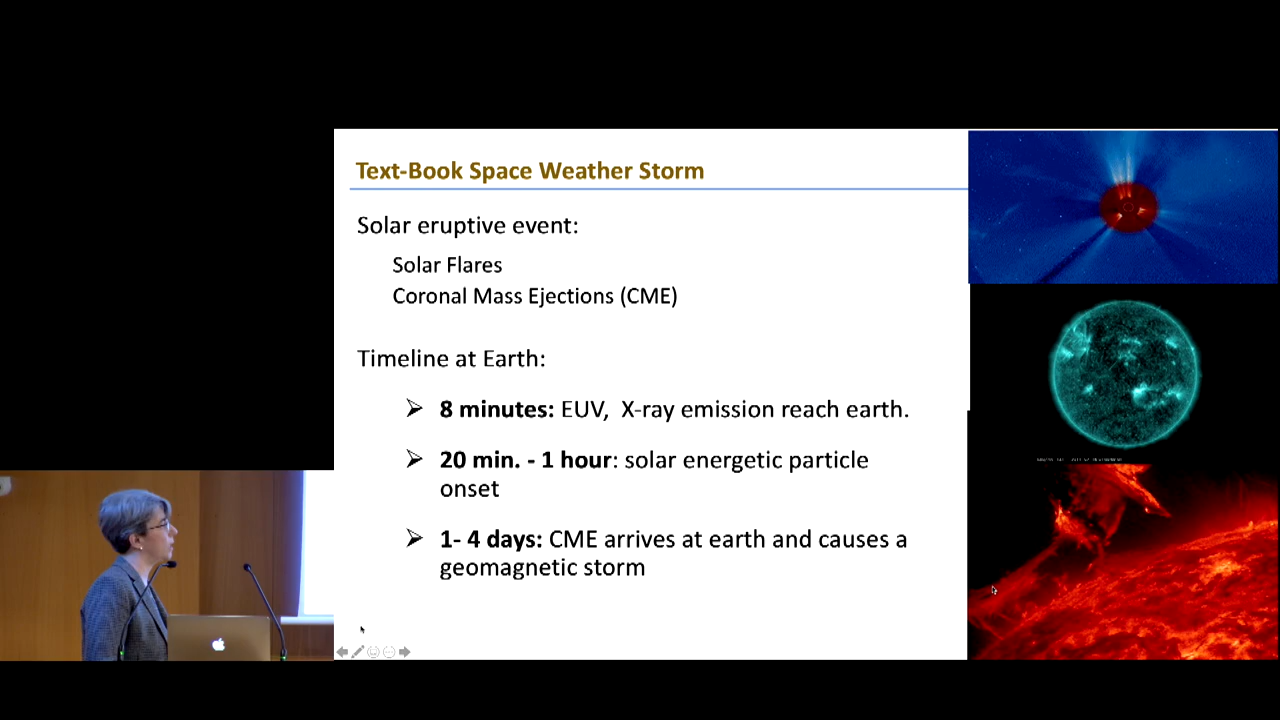 Text-Book Space Weather Storm
Solar eruptive event:
Solar Flares
Coronal Mass Ejections (CME)
Timeline at Earth:
➢ 8 minutes: EUV, X-ray emission reach earth.
➢ 20 min. - 1 hour: solar energetic particle
onset
➢ 1- 4 days: CME arrives at earth and causes a
geomagnetic storm